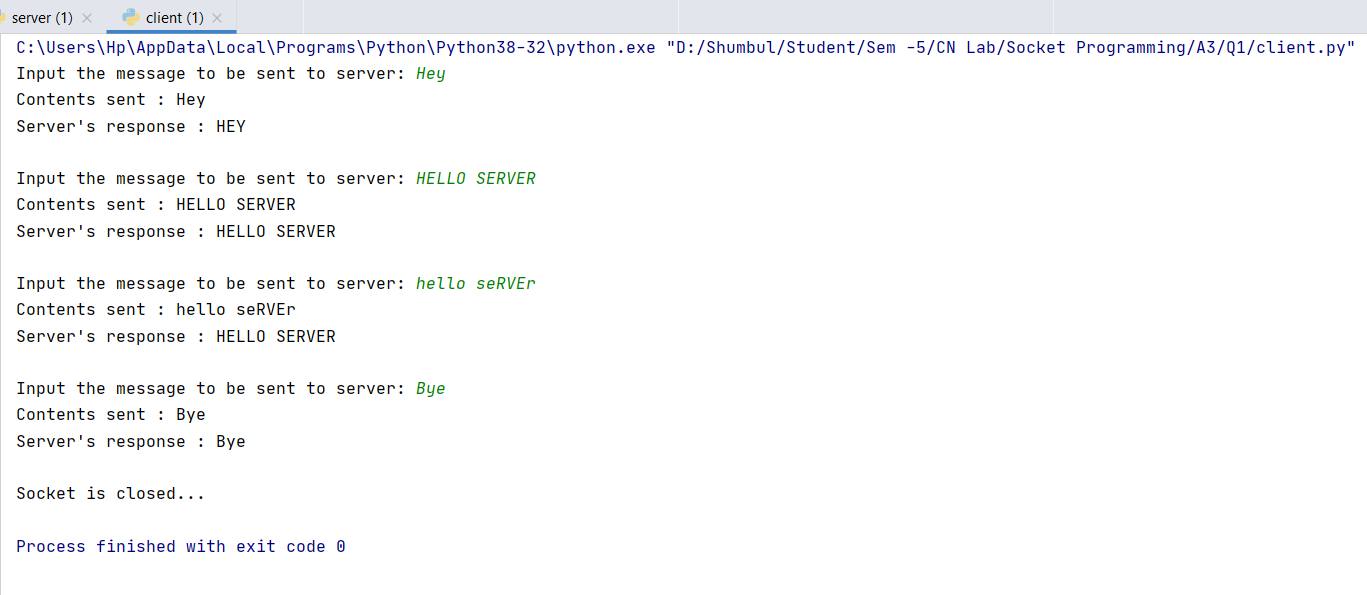 server (1) client (1)
C:\Users\Hp\AppData\Local\Programs\Python\Python38-32\python.exe "D:/Shumbul/Student/Sem -5/CN Lab/Socket Programming/A3/Q1/client.py"
Input the message to be sent to server: Hey
Contents sent : Hey
Server's response : HEY
Input the message to be sent to server: HELLO SERVER
Contents sent : HELLO SERVER
Server's response : HELLO SERVER
Input the message to be sent to server: hello seRVEr
Contents sent : hello seRVEr
Server's response : HELLO SERVER
Input the message to be sent to server: Bye
Contents sent : Bye
Server's response : Bye
Socket is closed...
Process finished with exit code 0